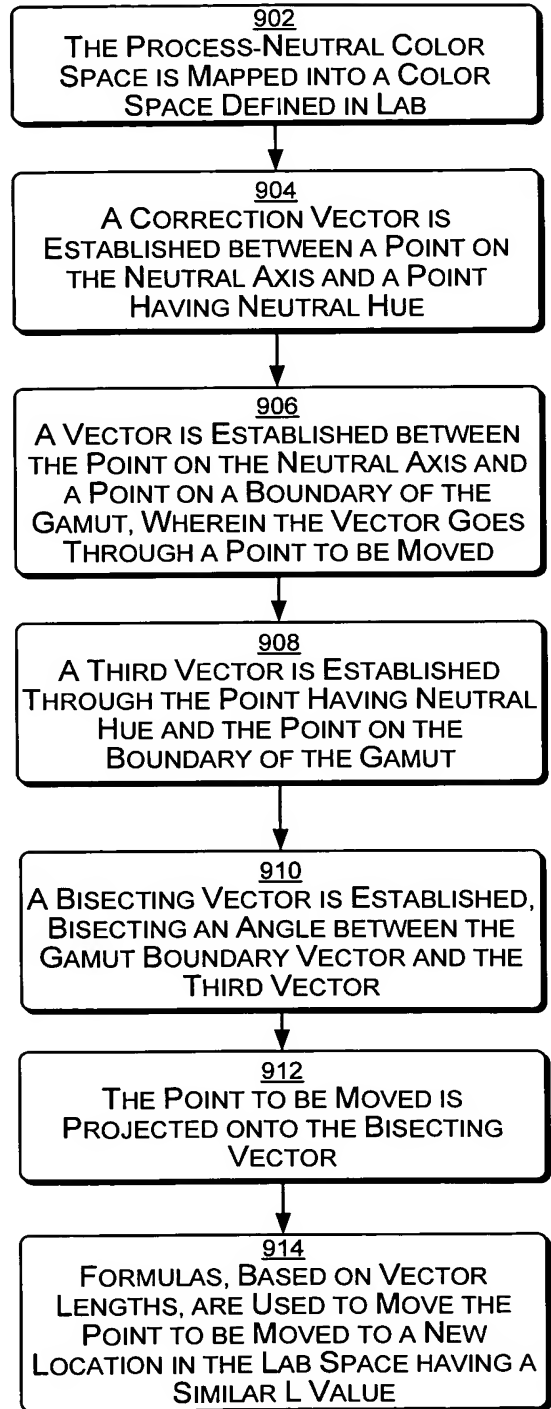 902
THE PROCESS-NEUTRAL COLOR
SPACE IS MAPPED INTO A COLOR
SPACE DEFINED IN LAB
904
A CORRECTION VECTOR IS
ESTABLISHED BETWEEN A POINT ON
THE NEUTRAL AXIS AND A POINT
HAVING NEUTRAL HUE
906
A VECTOR IS ESTABLISHED BETWEEN
THE POINT ON THE NEUTRAL AXIS AND
A POINT ON A BOUNDARY OF THE
GAMUT, WHEREIN THE VECTOR GOES
THROUGH A POINT TO BE MOVED
908
A THIRD VECTOR IS ESTABLISHED
THROUGH THE POINT HAVING NEUTRAL
HUE AND THE POINT ON THE
BOUNDARY OF THE GAMUT
910
A BISECTING VECTOR IS ESTABLISHED,
BISECTING AN ANGLE BETWEEN THE
GAMUT BOUNDARY VECTOR AND THE
THIRD VECTOR
912
THE POINT TO BE MOVED IS
PROJECTED ONTO THE BISECTING
VECTOR
914
FORMULAS, BASED ON VECTOR
LENGTHS, ARE USED TO MOVE THE
POINT TO BE MOVED TO A NEW
LOCATION IN THE LAB SPACE HAVING A
SIMILAR L VALUE